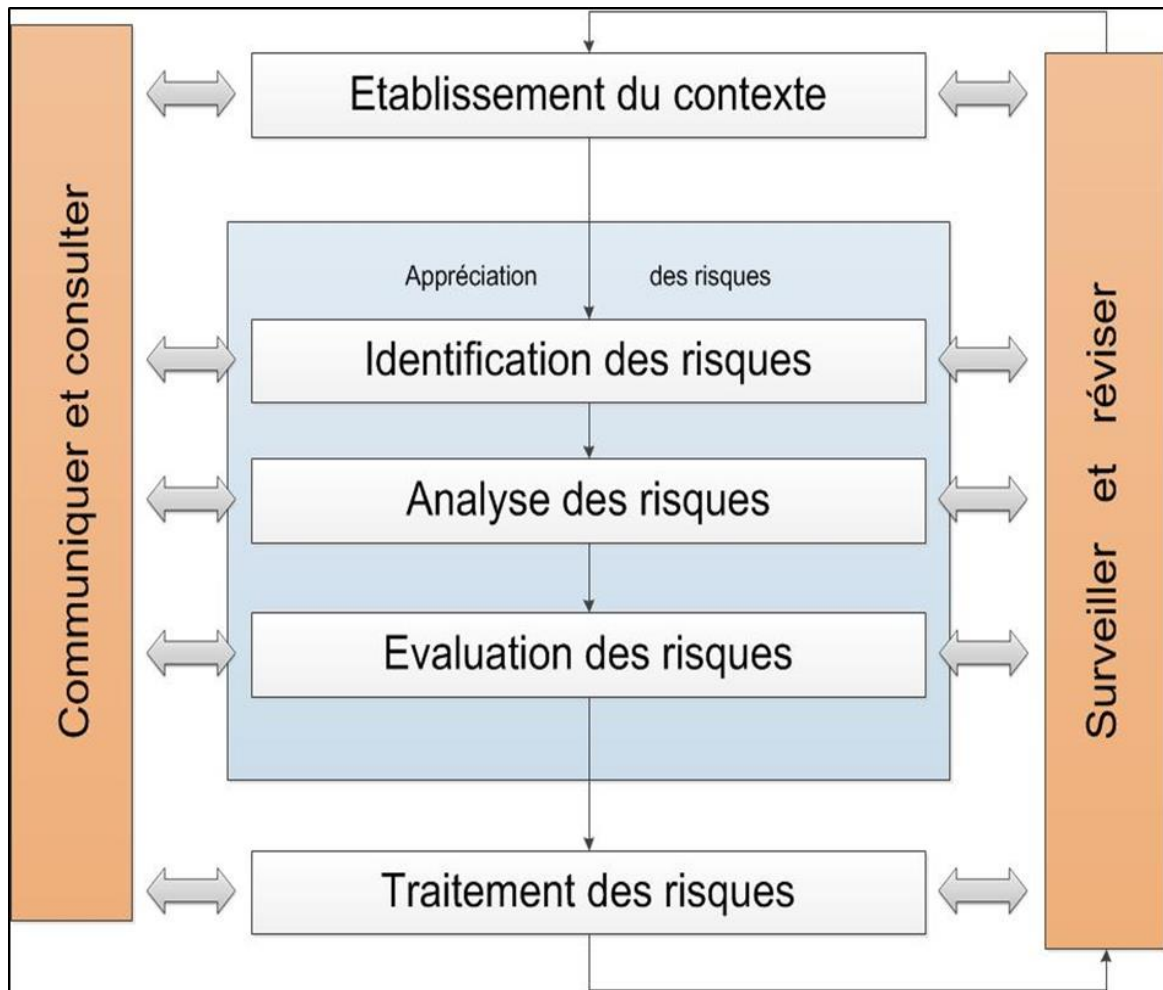 Communiquer et consulter
Etablissement du contexte
Appréciation des risques
Identification des risques
Analyse des risques
Evaluation des risques
Traitement des risques
Surveiller et réviser